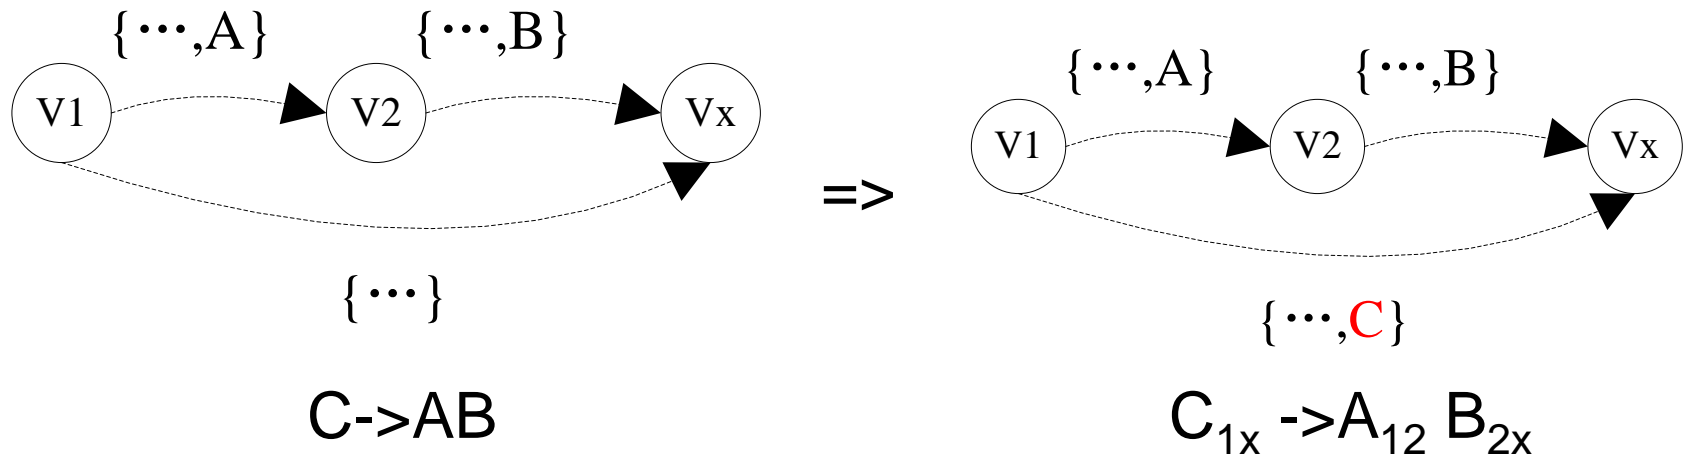 {⋯,A} {⋯,B}
V1 V2 Vx
{⋯}
C->AB
=>
{⋯,A} {⋯,B}
V1 V2 Vx
{⋯,C}
C₁ₓ ->A₁₂ B₂ₓ